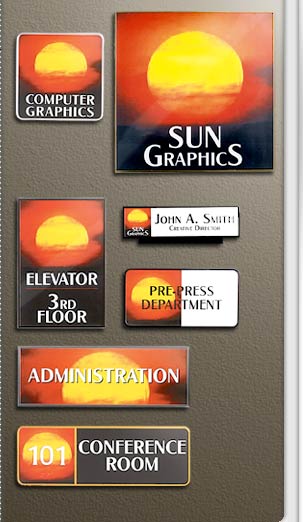 COMPUTER
GRAPHICS
SUN
GRAPHICS
ELEVATOR
3RD
FLOOR
SUN
GRAPHICS
JOHN A. SMITH
CREATIVE DIRECTOR
PRE-PRESS
DEPARTMENT
ADMINISTRATION
101
CONFERENCE
ROOM